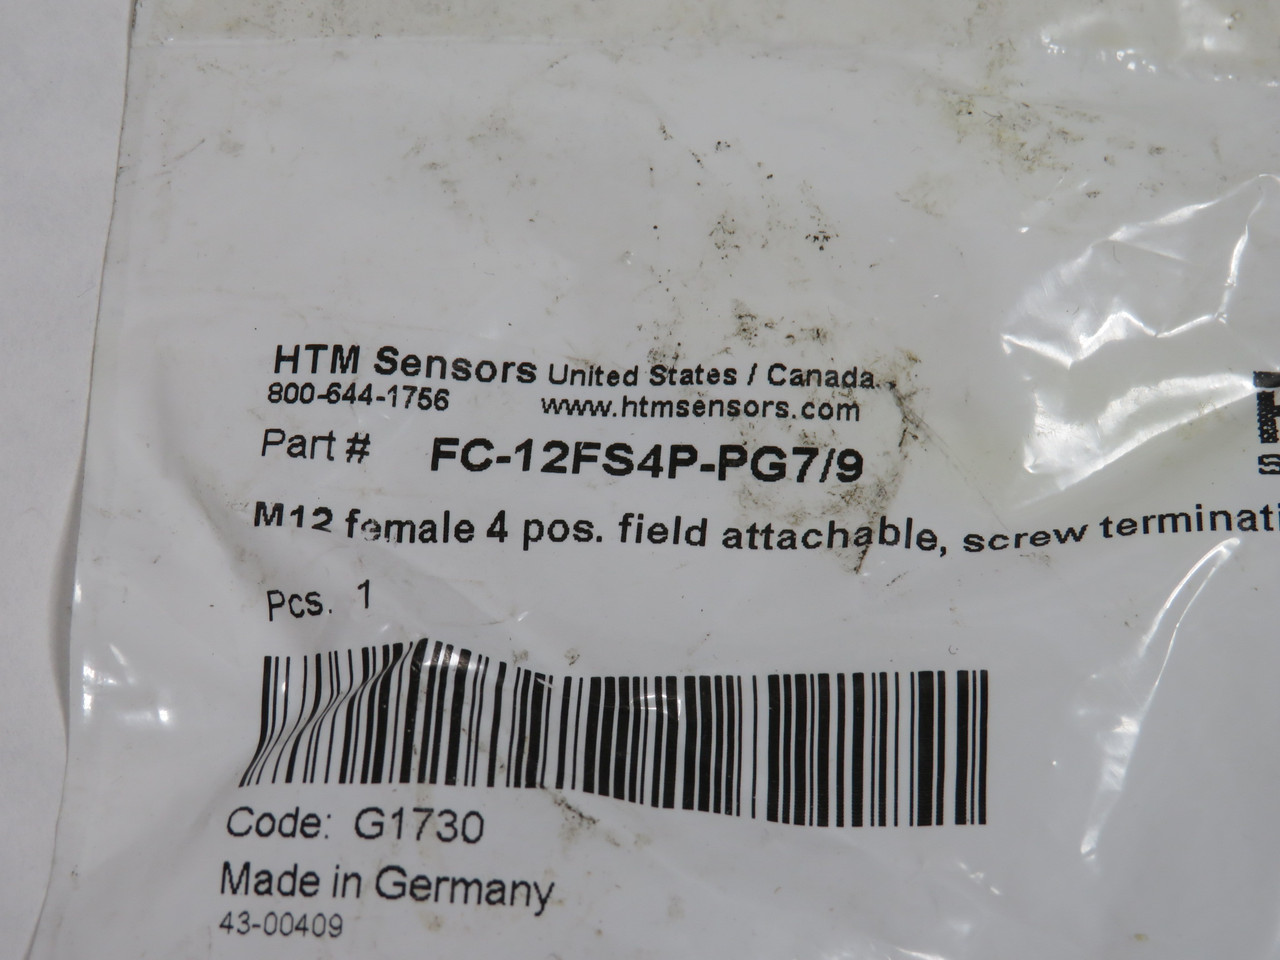 HTM Sensors United States / Canada
800-644-1756 www.htmsensors.com
Part # FC-12FS4P-PG7/9
M12 female 4 pos. field attachable, screw
Pcs. 1
Code: G1730
Made in Germany
43-00409